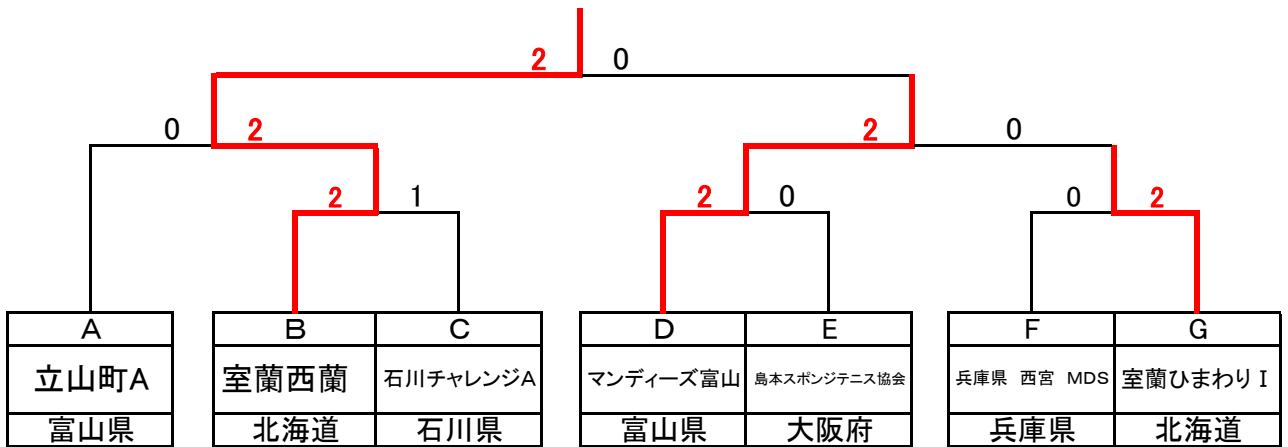 2 0
0 2 2 0
2 1 2 0 0 2
A B C D E F G
立山町A 室蘭西蘭 石川チャレンジA マンディーズ富山 島本スポンジテニス協会 兵庫県 西宮 MDS 室蘭ひまわりⅠ
富山県 北海道 石川県 富山県 大阪府 兵庫県 北海道